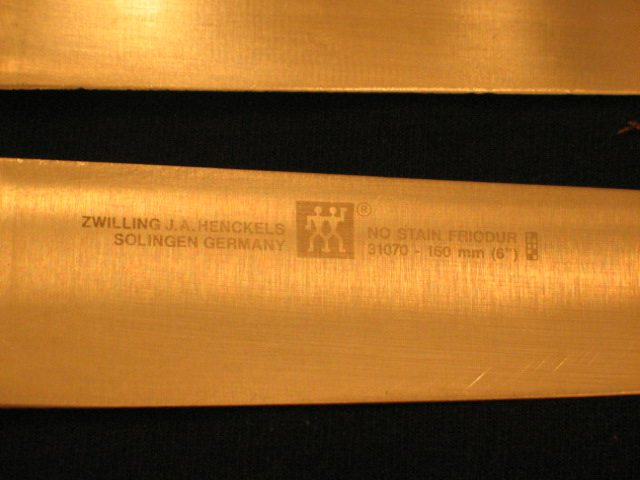 ZWILLING J.A. HENCKELS
SOLINGEN GERMANY
®
NO STAIN FRIODUR
31070 - 160 mm (6")